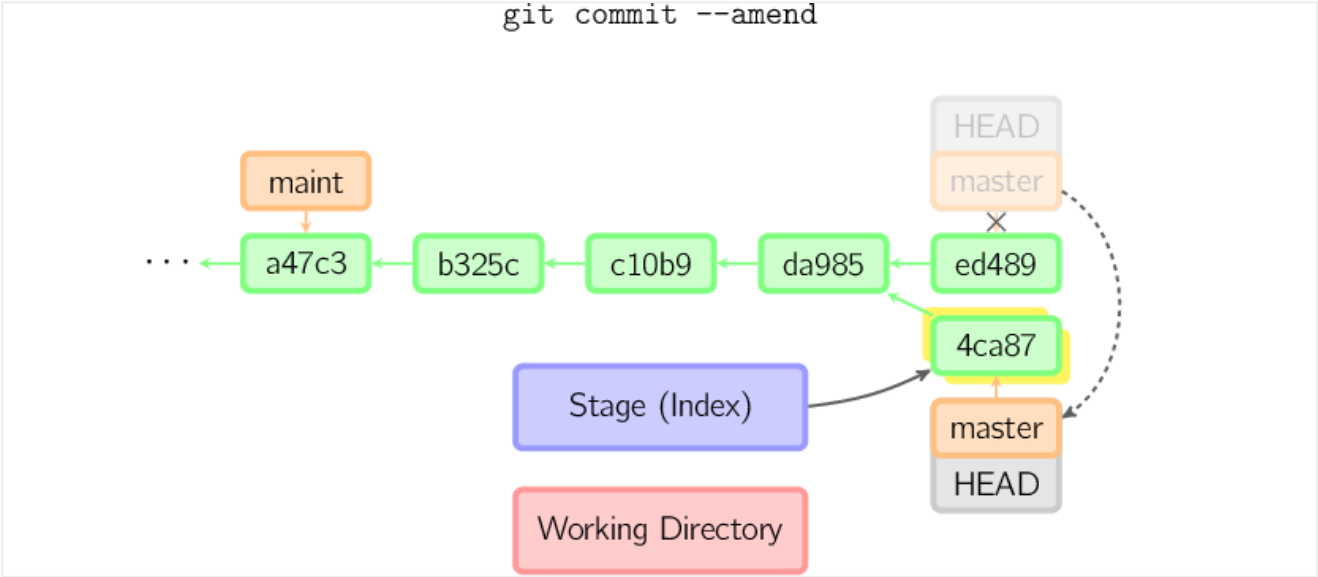 git commit --amend
HEAD
maint
master
...
a47c3
b325c
c10b9
da985
ed489
4ca87
Stage (Index)
master
HEAD
Working Directory